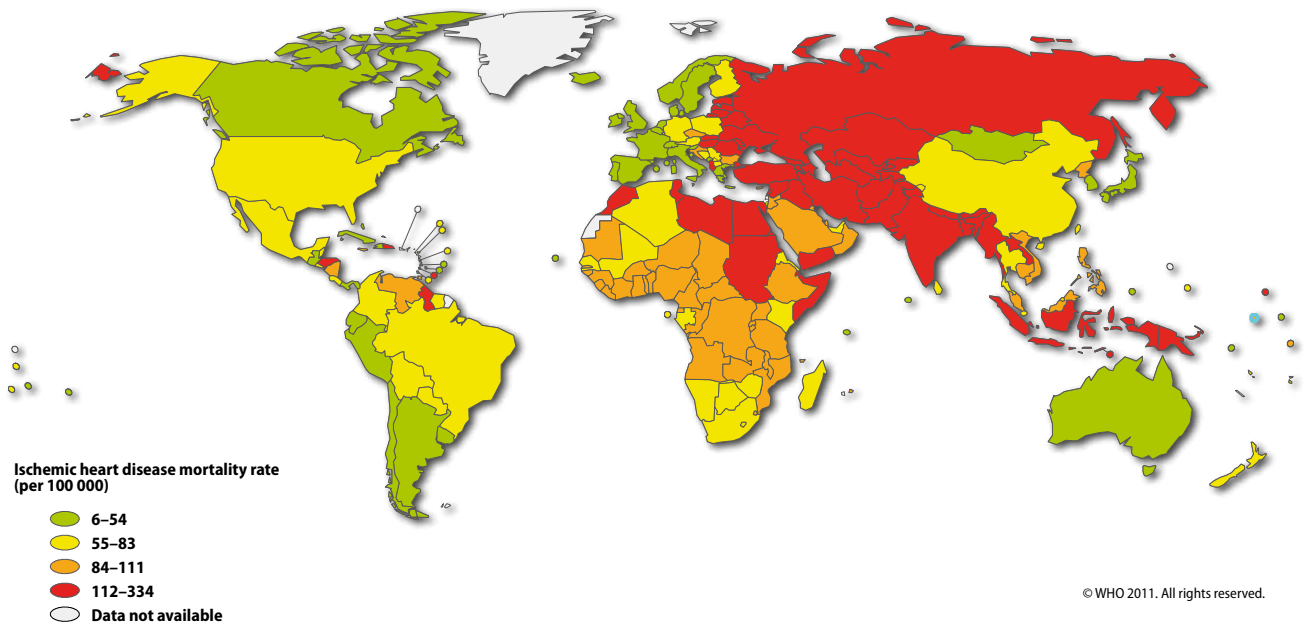 Ischemic heart disease mortality rate
(per 100 000)
6–54
55–83
84–111
112–334
Data not available
© WHO 2011. All rights reserved.